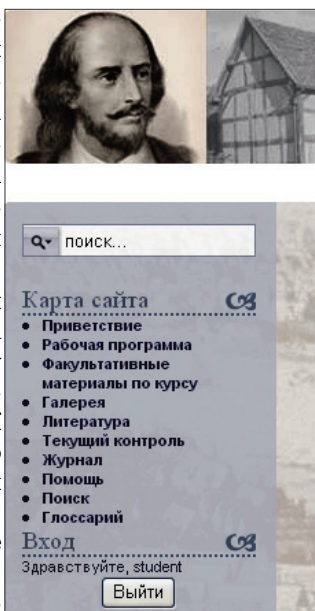 поиск...
Карта сайта
Приветствие
Рабочая программа
Факультативные
материалы по курсу
Галерея
Литература
Текущий контроль
Журнал
Помощь
Поиск
Глоссарий
Вход
Здравствуйте, student
Выйти